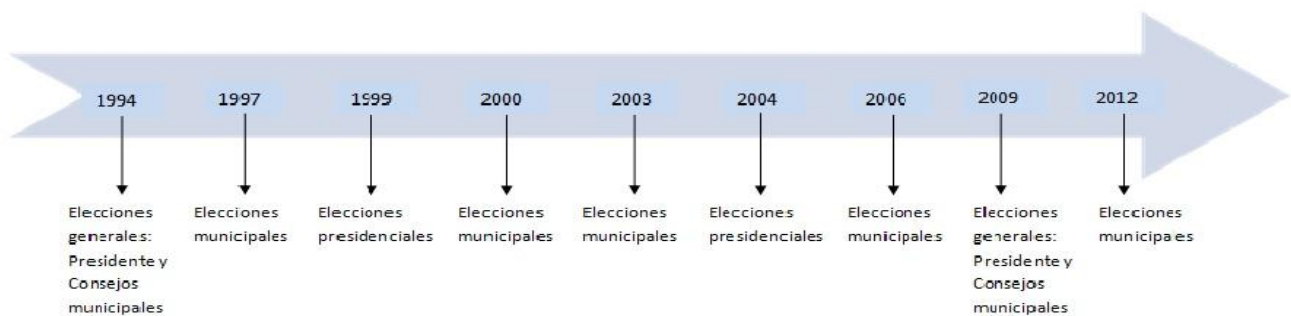 1994 1997 1999 2000 2003 2004 2006 2009 2012
Elecciones
generales:
Presidente y
Consejos
municipales
Elecciones
municipales
Elecciones
presidenciales
Elecciones
municipales
Elecciones
municipales
Elecciones
presidenciales
Elecciones
municipales
Elecciones
generales:
Presidente y
Consejos
municipales
Elecciones
municipales